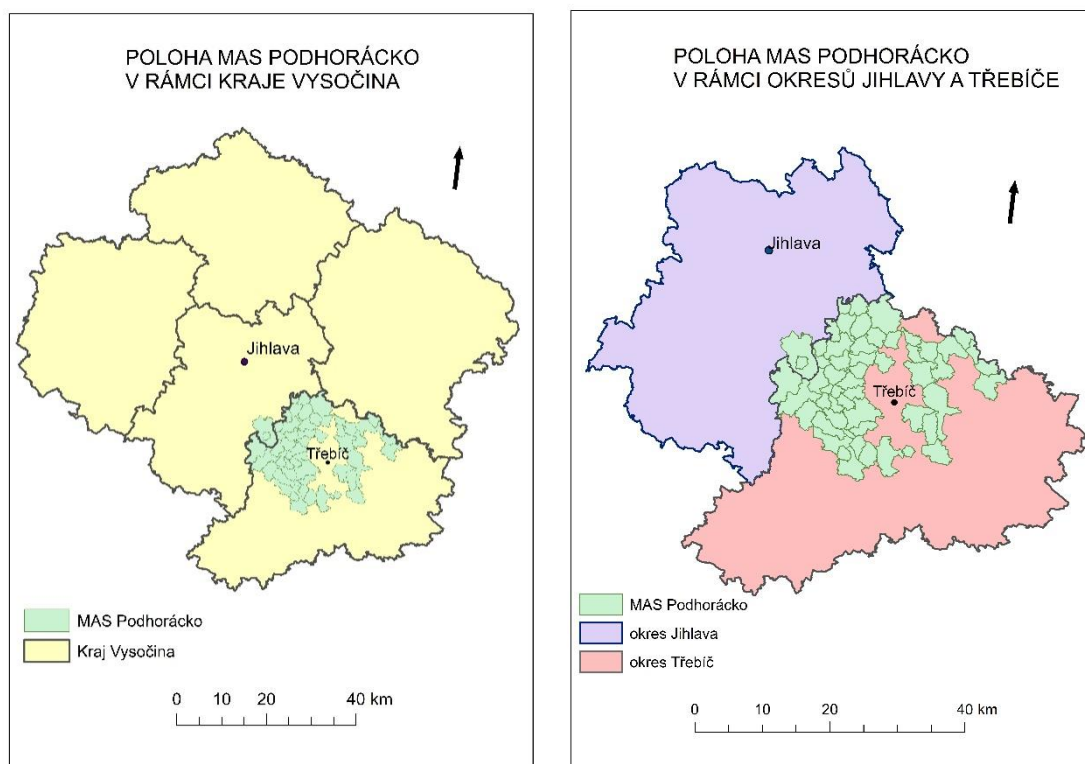 POLOHA MAS PODHORÁCKO
V RÁMCI KRAJE VYSOČINA
Jihlava
Třebíč
MAS Podhorácko
Kraj Vysočina
0 10 20 40 km
POLOHA MAS PODHORÁCKO
V RÁMCI OKRESŮ JIHLAVY A TŘEBÍČE
Jihlava
Třebíč
MAS Podhorácko
okres Jihlava
okres Třebíč
0 10 20 40 km